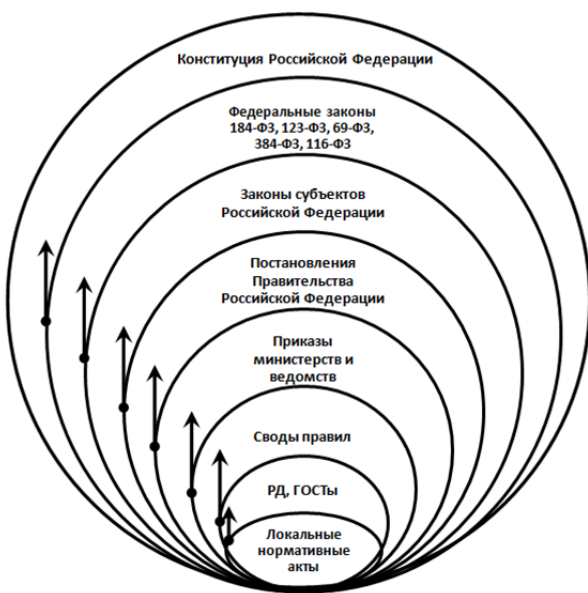 Конституция Российской Федерации
Федеральные законы
184-ФЗ, 123-ФЗ, 69-ФЗ,
384-ФЗ, 116-ФЗ
Законы субъектов
Российской Федерации
Постановления
Правительства
Российской Федерации
Приказы
министерств и
ведомств
Своды правил
РД, ГОСТы
Локальные
нормативные
акты